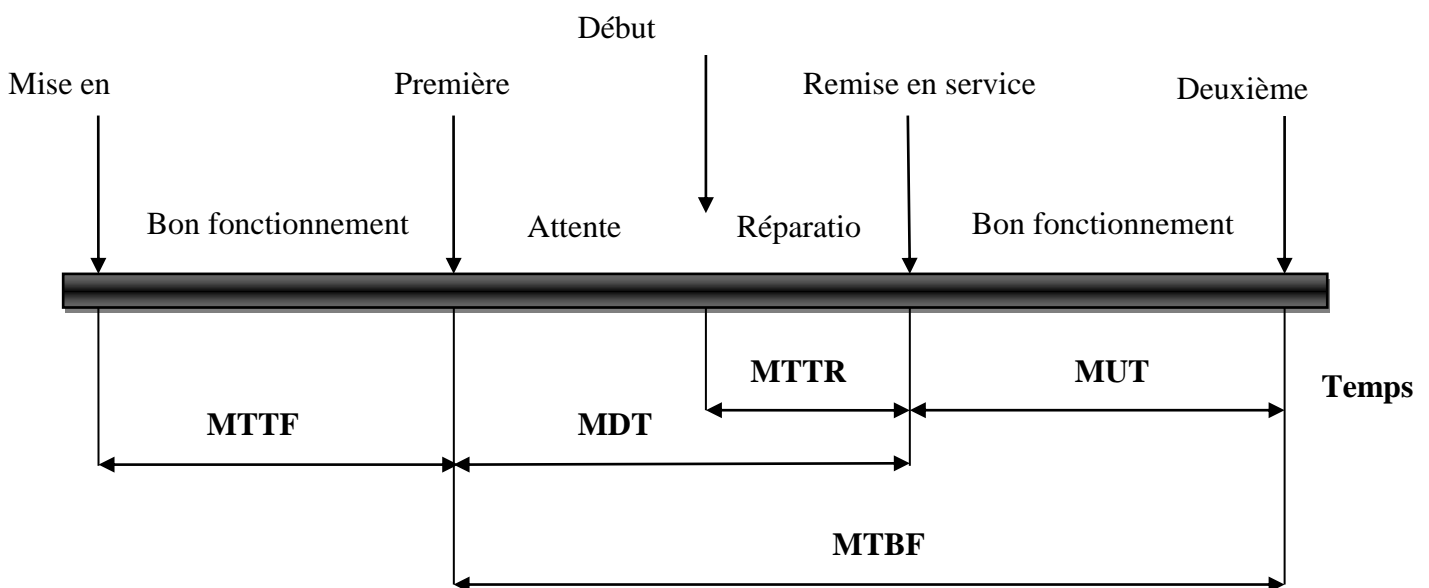 Début
Mise en
Première
Remise en service
Deuxième
Bon fonctionnement
Attente
Réparatio
Bon fonctionnement
MTTR
MUT
Temps
MTTF
MDT
MTBF